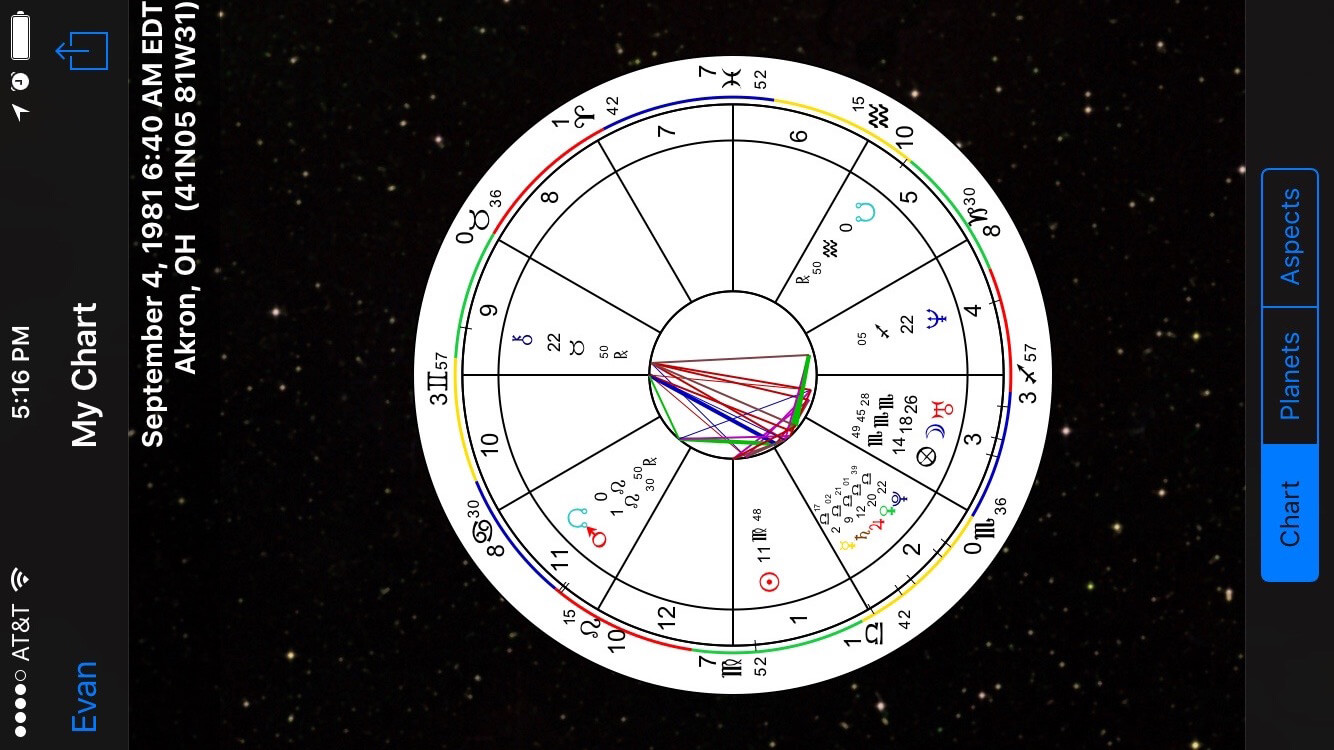 AT&T 5:16 PM
Evan My Chart
September 4, 1981 6:40 AM EDT
Akron, OH (41N05 81W31)
3 ♊ 57
8 ♋ 30
0 ♉ 36
10 ♌ 15
1 ♈ 42
7 ♍ 52
7 ♓ 52
1 ♎ 42
10 ♒ 15
0 ♏ 36
8 ♑ 30
3 ♐ 57
10
9
11
8
12
7
1
6
2
5
3
4
⚷ 22 ♉ 50 ℞
☊ 0 ♌ 50 ℞
♂ 1 ♌ 30
☉ 11 ♍ 48
☿ 2 ♎ 17
♄ 9 ♎ 02
♃ 12 ♎ 21
♀ 20 ♎ 01
♇ 22 ♎ 39
⊗ 14 ♏ 49
☽ 18 ♏ 45
♅ 26 ♏ 28
♆ 22 ♐ 05
☋ 0 ♒ 50 ℞
Chart Planets Aspects